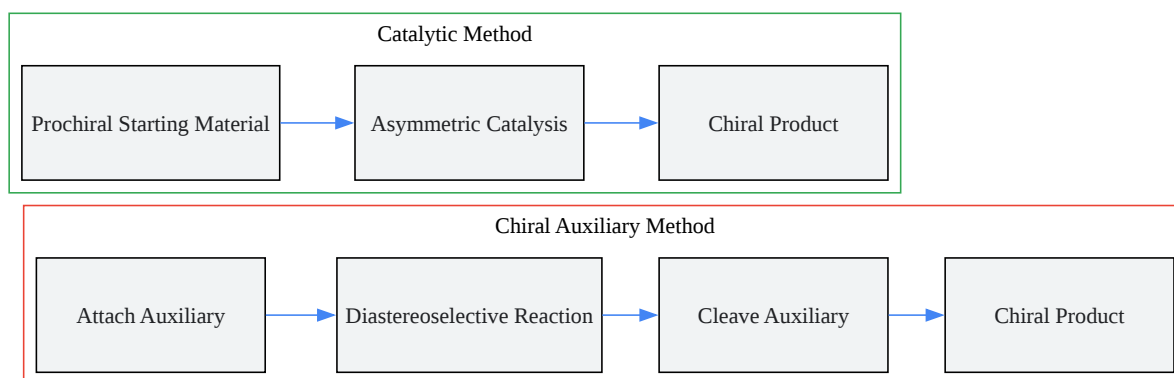 Catalytic Method
Prochiral Starting Material
Asymmetric Catalysis
Chiral Product
Chiral Auxiliary Method
Attach Auxiliary
Diastereoselective Reaction
Cleave Auxiliary
Chiral Product